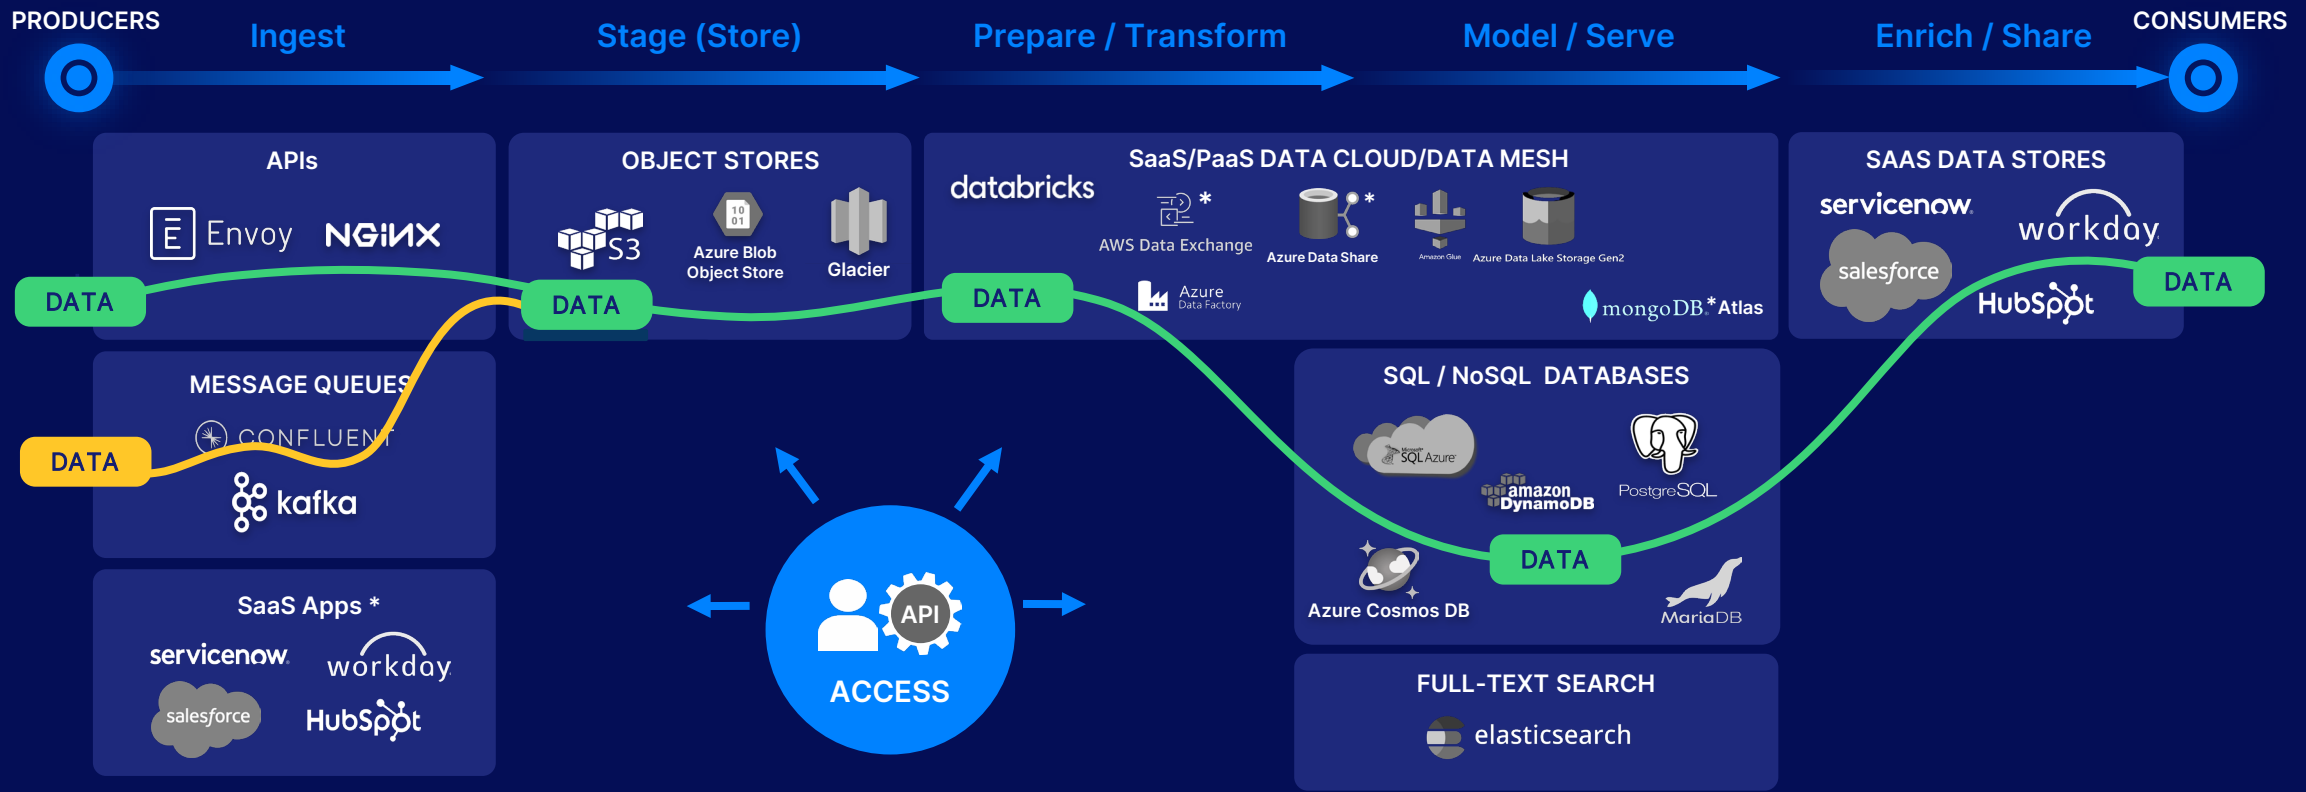 PRODUCERS
Ingest
Stage (Store)
Prepare / Transform
Model / Serve
Enrich / Share
CONSUMERS
APIs
Envoy
NGINX
DATA
MESSAGE QUEUES
CONFLUENT
DATA
kafka
SaaS Apps *
servicenow
workday
salesforce
HubSpot
OBJECT STORES
S3
10
01
Azure Blob
Object Store
Glacier
DATA
API
ACCESS
SaaS/PaaS DATA CLOUD/DATA MESH
databricks
*
AWS Data Exchange
*
Azure Data Share
Amazon Glue
Azure Data Lake Storage Gen2
DATA
Azure
Data Factory
mongoDB.*Atlas
SQL / NoSQL DATABASES
Microsoft
SQL Azure
amazon
DynamoDB
PostgreSQL
DATA
Azure Cosmos DB
MariaDB
FULL-TEXT SEARCH
elasticsearch
SAAS DATA STORES
servicenow
workday
salesforce
HubSpot
DATA